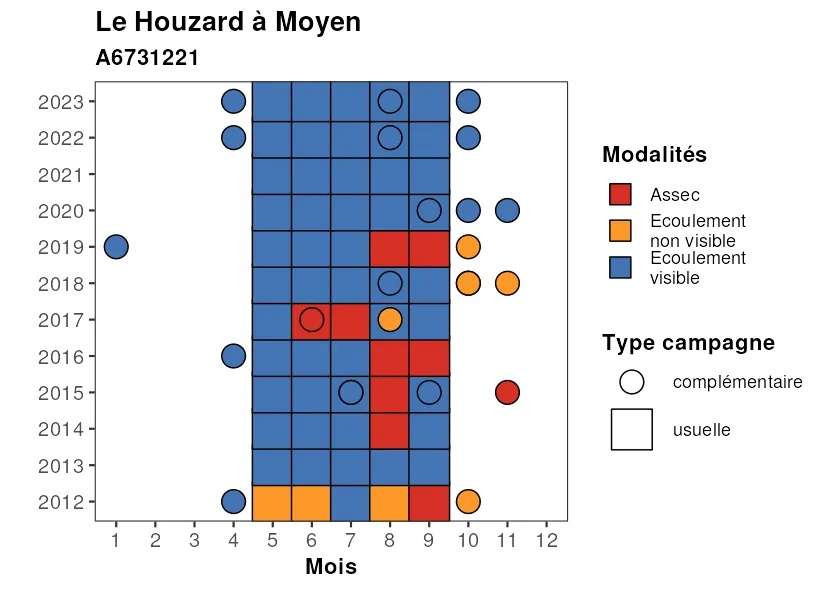 Le Houzard à Moyen
A6731221
2023
2022
2021
2020
2019
2018
2017
2016
2015
2014
2013
2012
1 2 3 4 5 6 7 8 9 10 11 12
Mois
Modalités
Assec
Ecoulement
non visible
Ecoulement
visible
Type campagne
complémentaire
usuelle